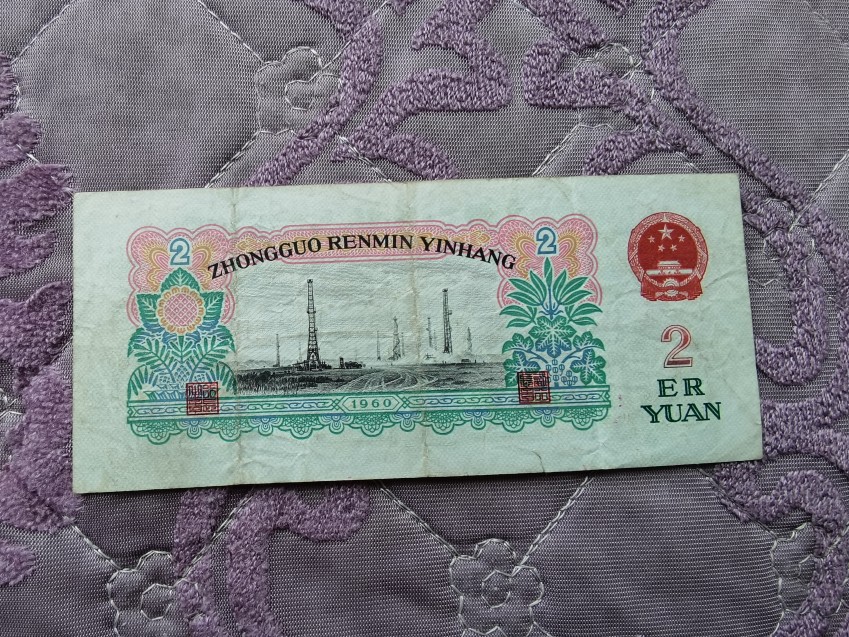 2
ZHONGGUO RENMIN YINHANG
2
1960
2
ER
YUAN